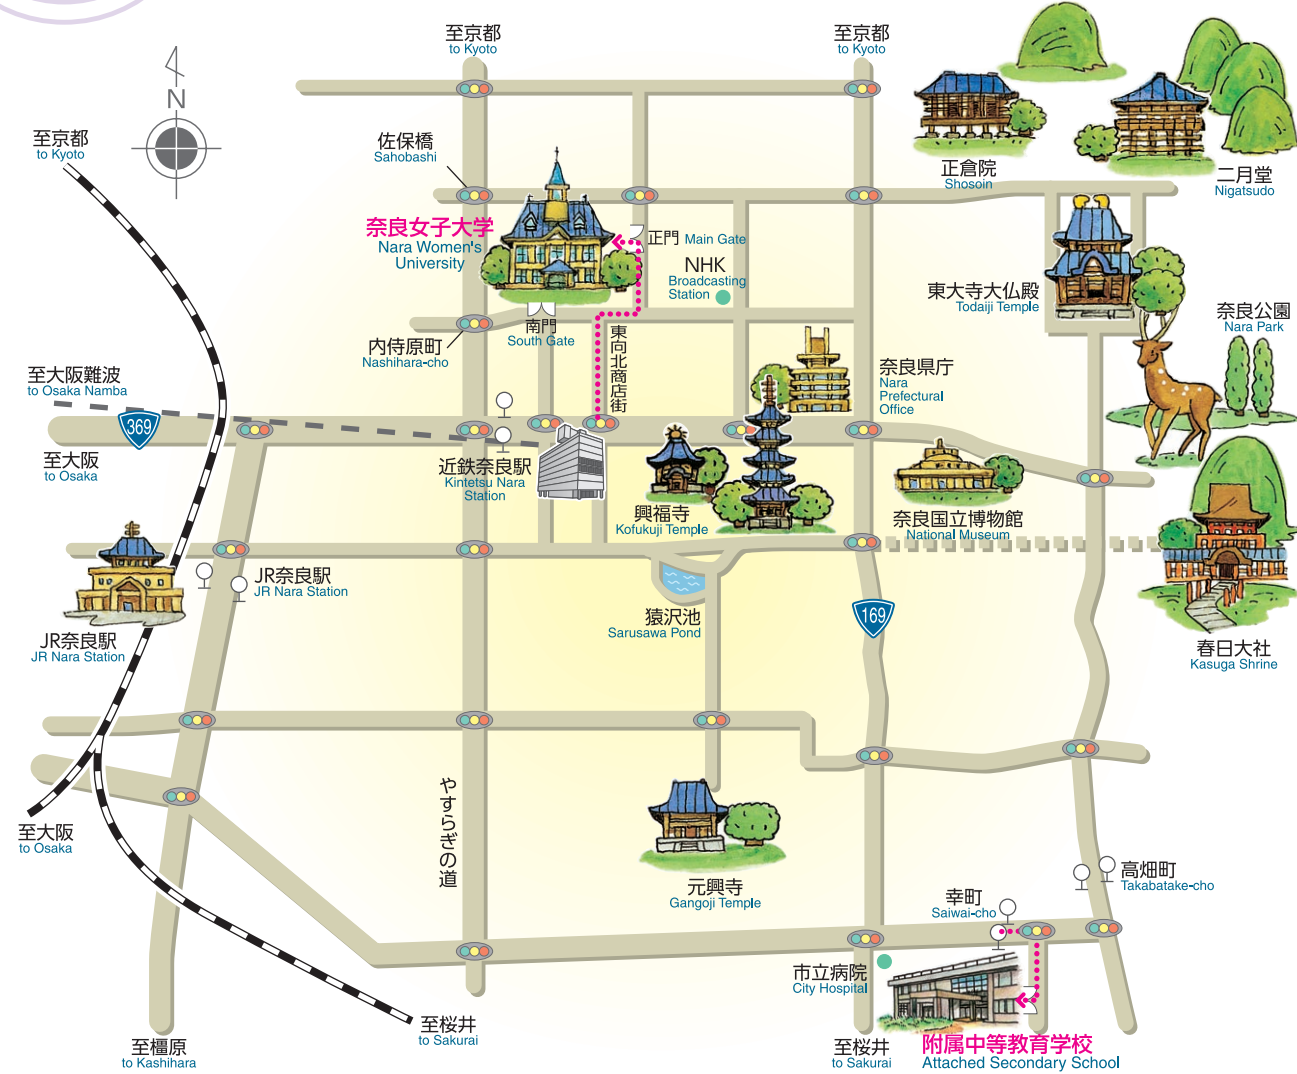 至京都
to Kyoto
至京都
to Kyoto
N
至京都
to Kyoto
佐保橋
Sahobashi
正倉院
Shosoin
二月堂
Nigatsudo
奈良女子大学
Nara Women's
University
正門 Main Gate
NHK
Broadcasting
Station
東大寺大仏殿
Todaiji Temple
奈良公園
Nara Park
南門
South Gate
内侍原町
Nashihara-cho
東向北商店街
奈良県庁
Nara
Prefectural
Office
至大阪難波
to Osaka Namba
369
至大阪
to Osaka
近鉄奈良駅
Kintetsu Nara
Station
興福寺
Kofukuji Temple
奈良国立博物館
National Museum
JR奈良駅
JR Nara Station
JR奈良駅
JR Nara Station
猿沢池
Sarusawa Pond
169
春日大社
Kasuga Shrine
やすらぎの道
至大阪
to Osaka
元興寺
Gangoji Temple
高畑町
Takabatake-cho
幸町
Saiwai-cho
市立病院
City Hospital
至桜井
to Sakurai
至橿原
to Kashihara
至桜井
to Sakurai
附属中等教育学校
Attached Secondary School